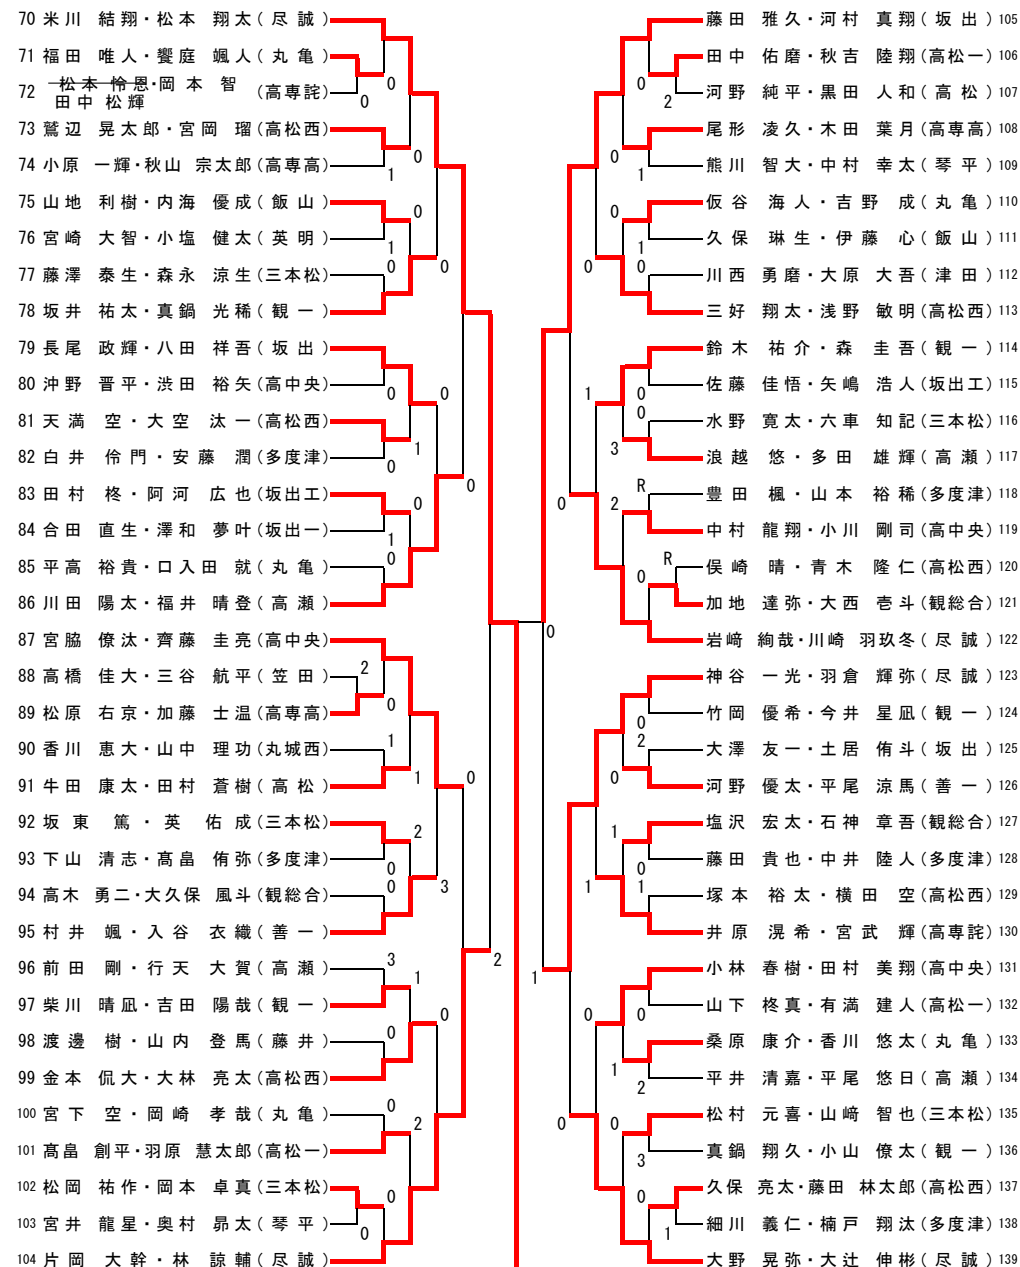 70 米川 結翔・松本 翔太 (尽誠)
71 福田 唯人・饗庭 颯人 (丸亀)
72 松本 怜恩・岡本 智 (高専詫)
田中 松輝
73 鷲辺 晃太郎・宮岡 瑠 (高松西)
74 小原 一輝・秋山 宗太郎 (高専高)
75 山地 利樹・内海 優成 (飯山)
76 宮崎 大智・小塩 健太 (英明)
77 藤澤 泰生・森永 涼生 (三本松)
78 坂井 祐太・真鍋 光稀 (観一)
79 長尾 政輝・八田 祥吾 (坂出)
80 沖野 晋平・渋田 裕矢 (高中央)
81 天満 空・大空 汰一 (高松西)
82 白井 伶門・安藤 潤 (多度津)
83 田村 柊・阿河 広也 (坂出工)
84 合田 直生・澤和 夢叶 (坂出一)
85 平高 裕貴・口入田 就 (丸亀)
86 川田 陽太・福井 晴登 (高瀬)
87 宮脇 僚汰・齊藤 圭亮 (高中央)
88 高橋 佳大・三谷 航平 (笠田)
89 松原 右京・加藤 士温 (高専高)
90 香川 恵大・山中 理功 (丸城西)
91 牛田 康太・田村 蒼樹 (高松)
92 坂東 篤・英 佑成 (三本松)
93 下山 清志・髙畠 侑弥 (多度津)
94 高木 勇二・大久保 風斗 (観総合)
95 村井 颯・入谷 衣織 (善一)
96 前田 剛・行天 大賀 (高瀬)
97 柴川 晴凪・吉田 陽哉 (観一)
98 渡邊 樹・山内 登馬 (藤井)
99 金本 侃大・大林 亮太 (高松西)
100 宮下 空・岡崎 孝哉 (丸亀)
101 髙畠 創平・羽原 慧太郎 (高松一)
102 松岡 祐作・岡本 卓真 (三本松)
103 宮井 龍星・奥村 昴太 (琴平)
104 片岡 大幹・林 諒輔 (尽誠)
藤田 雅久・河村 真翔 (坂出) 105
田中 佑磨・秋吉 陸翔 (高松一) 106
河野 純平・黒田 人和 (高松) 107
尾形 凌久・木田 葉月 (高専高) 108
熊川 智大・中村 幸太 (琴平) 109
仮谷 海人・吉野 成 (丸亀) 110
久保 琳生・伊藤 心 (飯山) 111
川西 勇磨・大原 大吾 (津田) 112
三好 翔太・浅野 敏明 (高松西) 113
鈴木 祐介・森 圭吾 (観一) 114
佐藤 佳悟・矢嶋 浩人 (坂出工) 115
水野 寛太・六車 知記 (三本松) 116
浪越 悠・多田 雄輝 (高瀬) 117
豊田 楓・山本 裕稀 (多度津) 118
中村 龍翔・小川 剛司 (高中央) 119
俣崎 晴・青木 隆仁 (高松西) 120
加地 達弥・大西 壱斗 (観総合) 121
岩﨑 絢哉・川崎 羽玖冬 (尽誠) 122
神谷 一光・羽倉 輝弥 (尽誠) 123
竹岡 優希・今井 星凪 (観一) 124
大澤 友一・土居 侑斗 (坂出) 125
河野 優太・平尾 涼馬 (善一) 126
塩沢 宏太・石神 章吾 (観総合) 127
藤田 貴也・中井 陸人 (多度津) 128
塚本 裕太・横田 空 (高松西) 129
井原 滉希・宮武 輝 (高専詫) 130
小林 春樹・田村 美翔 (高中央) 131
山下 柊真・有満 建人 (高松一) 132
桑原 康介・香川 悠太 (丸亀) 133
平井 清嘉・平尾 悠日 (高瀬) 134
松村 元喜・山﨑 智也 (三本松) 135
真鍋 翔久・小山 僚太 (観一) 136
久保 亮太・藤田 林太郎 (高松西) 137
細川 義仁・楠戸 翔汰 (多度津) 138
大野 晃弥・大辻 伸彬 (尽誠) 139